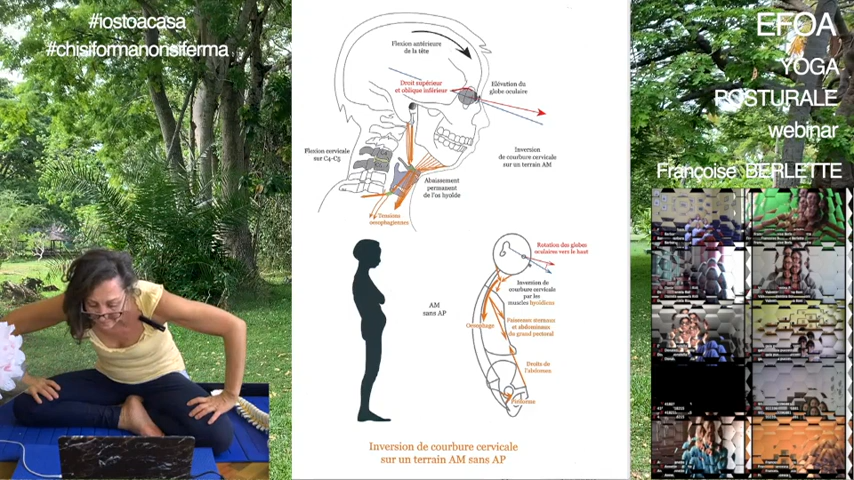 #iostoacasa
#chisiformanonsiferma
Flexion antérieure
de la tête
Droit supérieur
et oblique inférieur
Elévation du
globe oculaire
Flexion cervicale
sur C4-C5
Inversion
de courbure cervicale
sur un terrain AM
Abaissement
permanent
de l'os hyoïde
Tensions
oesophagiennes
Rotation des globes
oculaires vers le haut
Inversion de
courbure cervicale
par les
muscles hyoïdiens
AM
sans AP
Oesophage
Faisceaux sternaux
et abdominaux
du grand pectoral
Droits de
l'abdomen
Piriforme
Inversion de courbure cervicale
sur un terrain AM sans AP
EFOA
YOGA
POSTURALE
webinar
Françoise BERLETTE